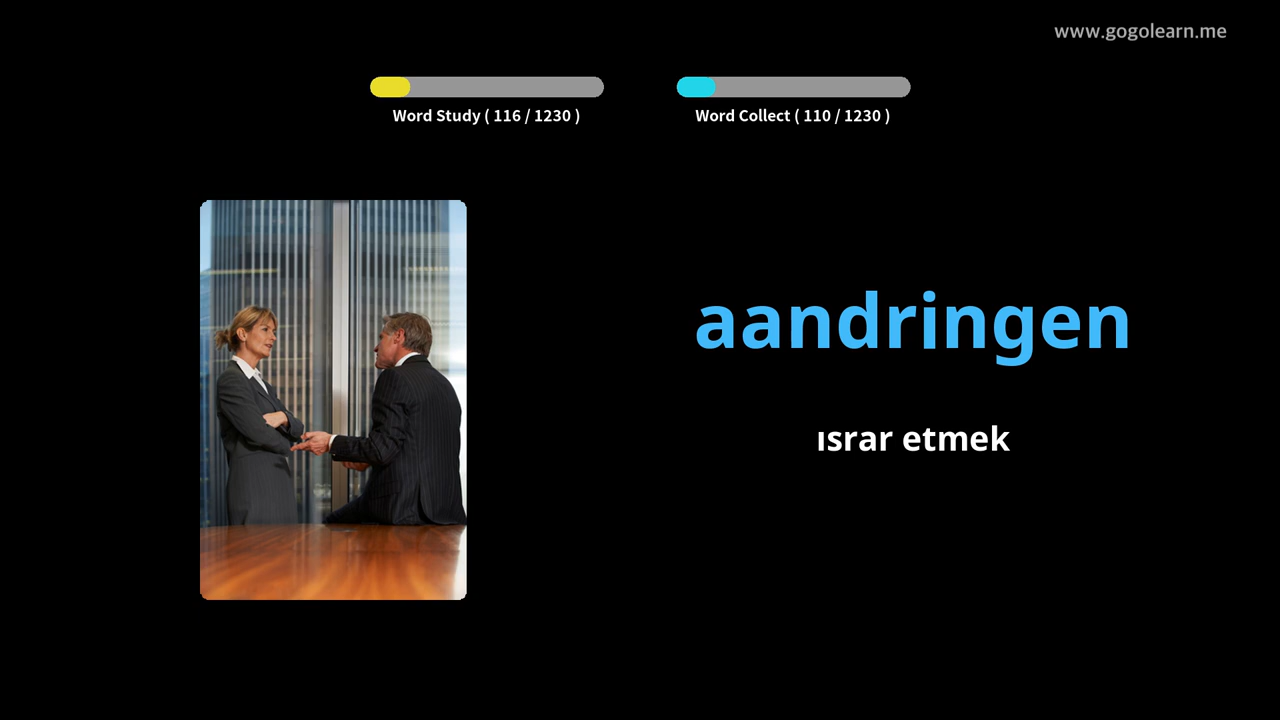 www.gogolearn.me
Word Study ( 116 / 1230 )
Word Collect ( 110 / 1230 )
aandringen
ısrar etmek